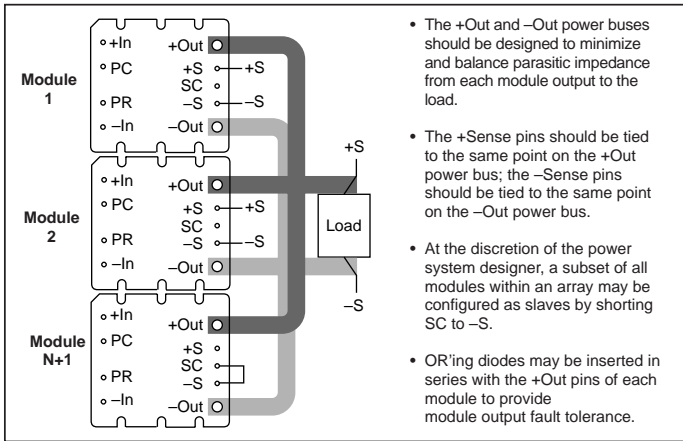 Module
1
+In
PC
PR
–In
+Out
+S
SC
–S
–Out
+S
–S
Module
2
+In
PC
PR
–In
+Out
+S
SC
–S
–Out
+S
–S
Module
N+1
+In
PC
PR
–In
+Out
+S
SC
–S
–Out
+S
Load
–S
• The +Out and –Out power buses
should be designed to minimize
and balance parasitic impedance
from each module output to the
load.
• The +Sense pins should be tied
to the same point on the +Out
power bus; the –Sense pins
should be tied to the same point
on the –Out power bus.
• At the discretion of the power
system designer, a subset of all
modules within an array may be
configured as slaves by shorting
SC to –S.
• OR'ing diodes may be inserted in
series with the +Out pins of each
module to provide
module output fault tolerance.